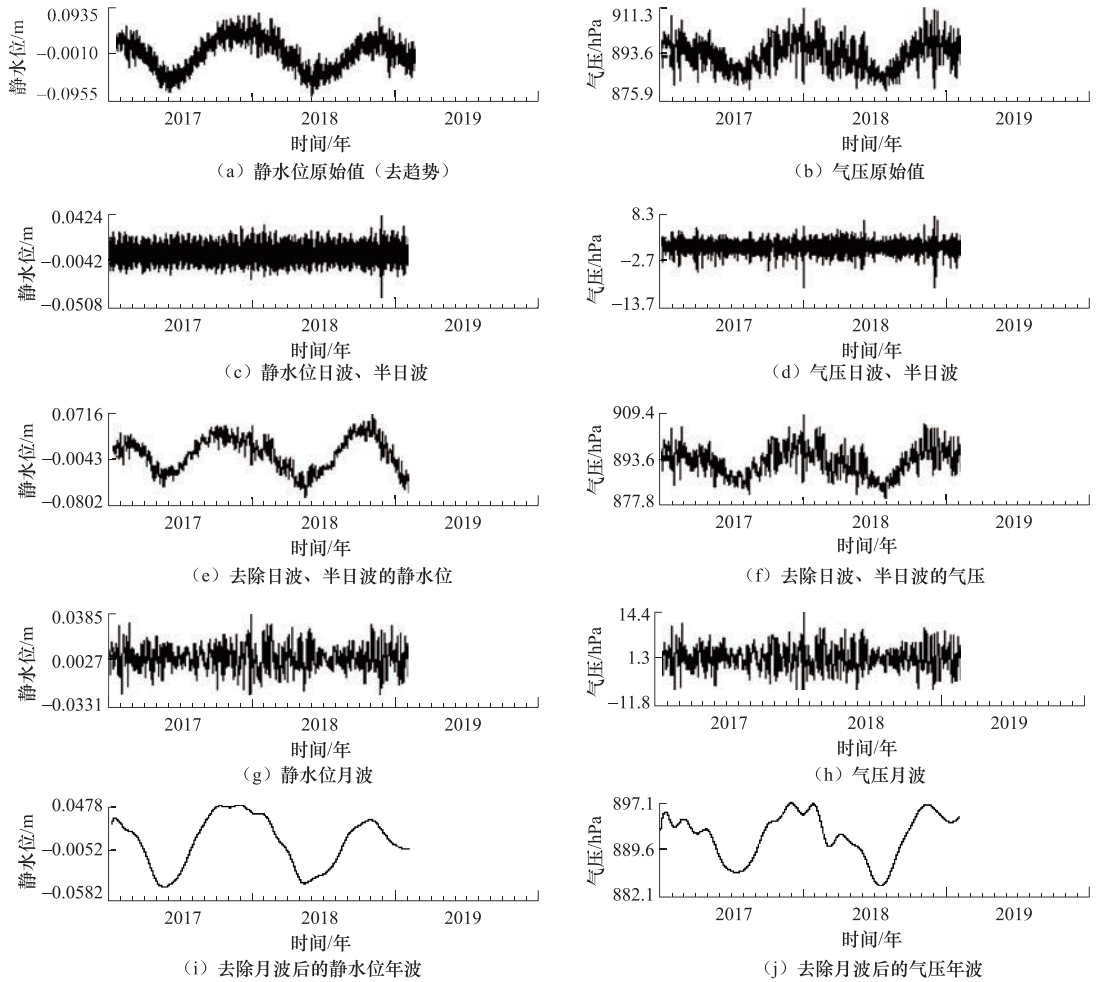 静水位/m
0.0935
−0.0010
−0.0955
2017
2018
2019
时间/年
（a）静水位原始值（去趋势）
气压/hPa
911.3
893.6
875.9
2017
2018
2019
时间/年
（b）气压原始值
静水位/m
0.0424
−0.0042
−0.0508
2017
2018
2019
时间/年
（c）静水位日波、半日波
气压/hPa
8.3
−2.7
−13.7
2017
2018
2019
时间/年
（d）气压日波、半日波
静水位/m
0.0716
−0.0043
−0.0802
2017
2018
2019
时间/年
（e）去除日波、半日波的静水位
气压/hPa
909.4
893.6
877.8
2017
2018
2019
时间/年
（f）去除日波、半日波的气压
静水位/m
0.0385
0.0027
−0.0331
2017
2018
2019
时间/年
（g）静水位月波
气压/hPa
14.4
1.3
−11.8
2017
2018
2019
时间/年
（h）气压月波
静水位/m
0.0478
−0.0052
−0.0582
2017
2018
2019
时间/年
（i）去除月波后的静水位年波
气压/hPa
897.1
889.6
882.1
2017
2018
2019
时间/年
（j）去除月波后的气压年波